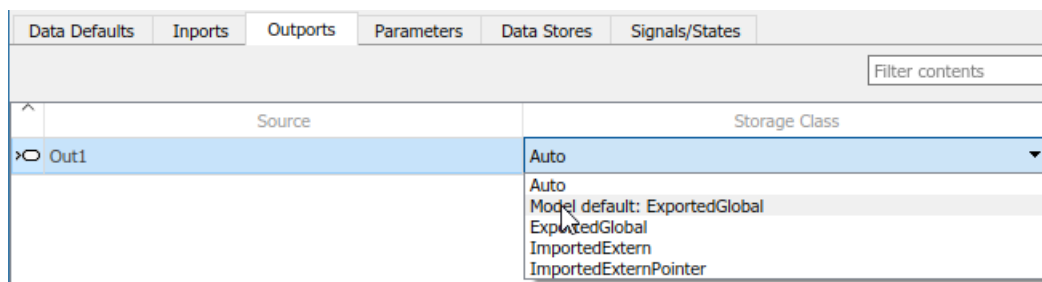 Data Defaults Inports Outports Parameters Data Stores Signals/States
Filter contents
Source Storage Class
Out1 Auto
Auto
Model default: ExportedGlobal
ExportedGlobal
ImportedExtern
ImportedExternPointer